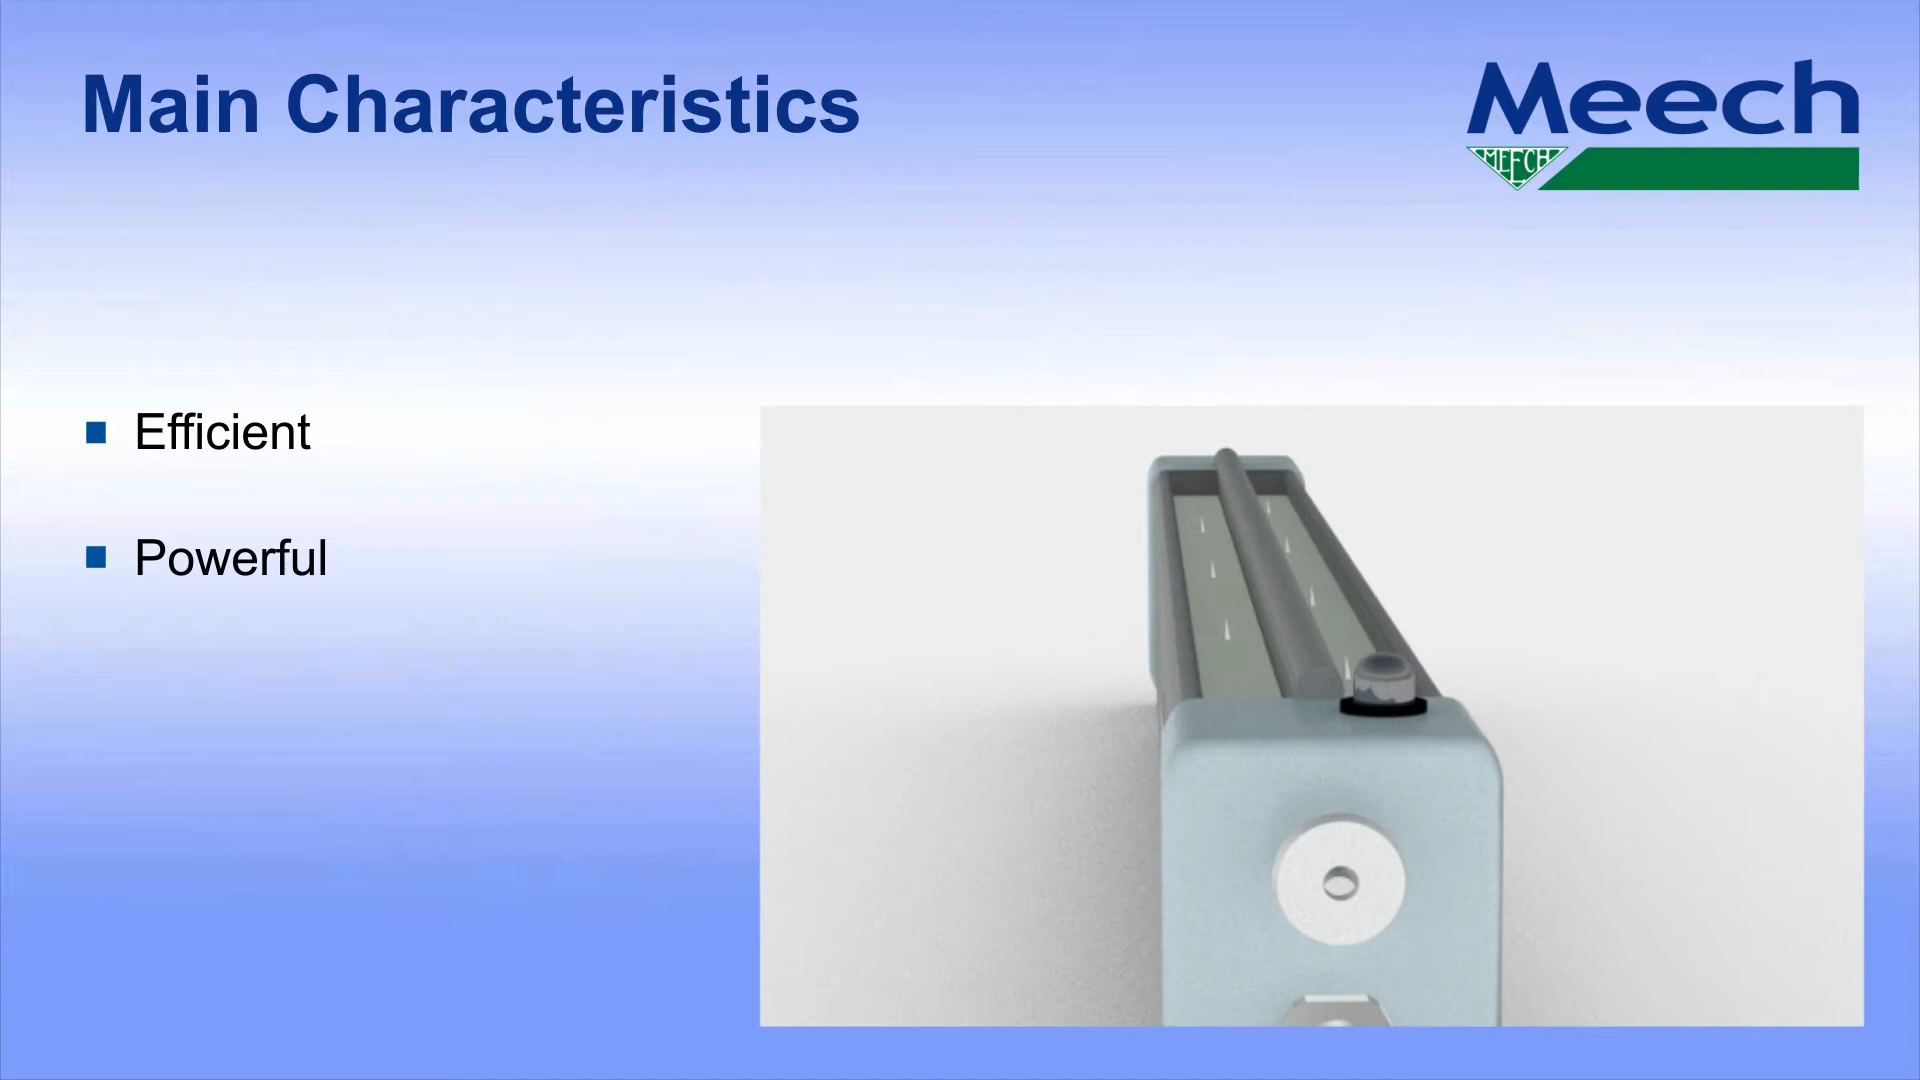 Main Characteristics
Meech
MEECH
Efficient
Powerful